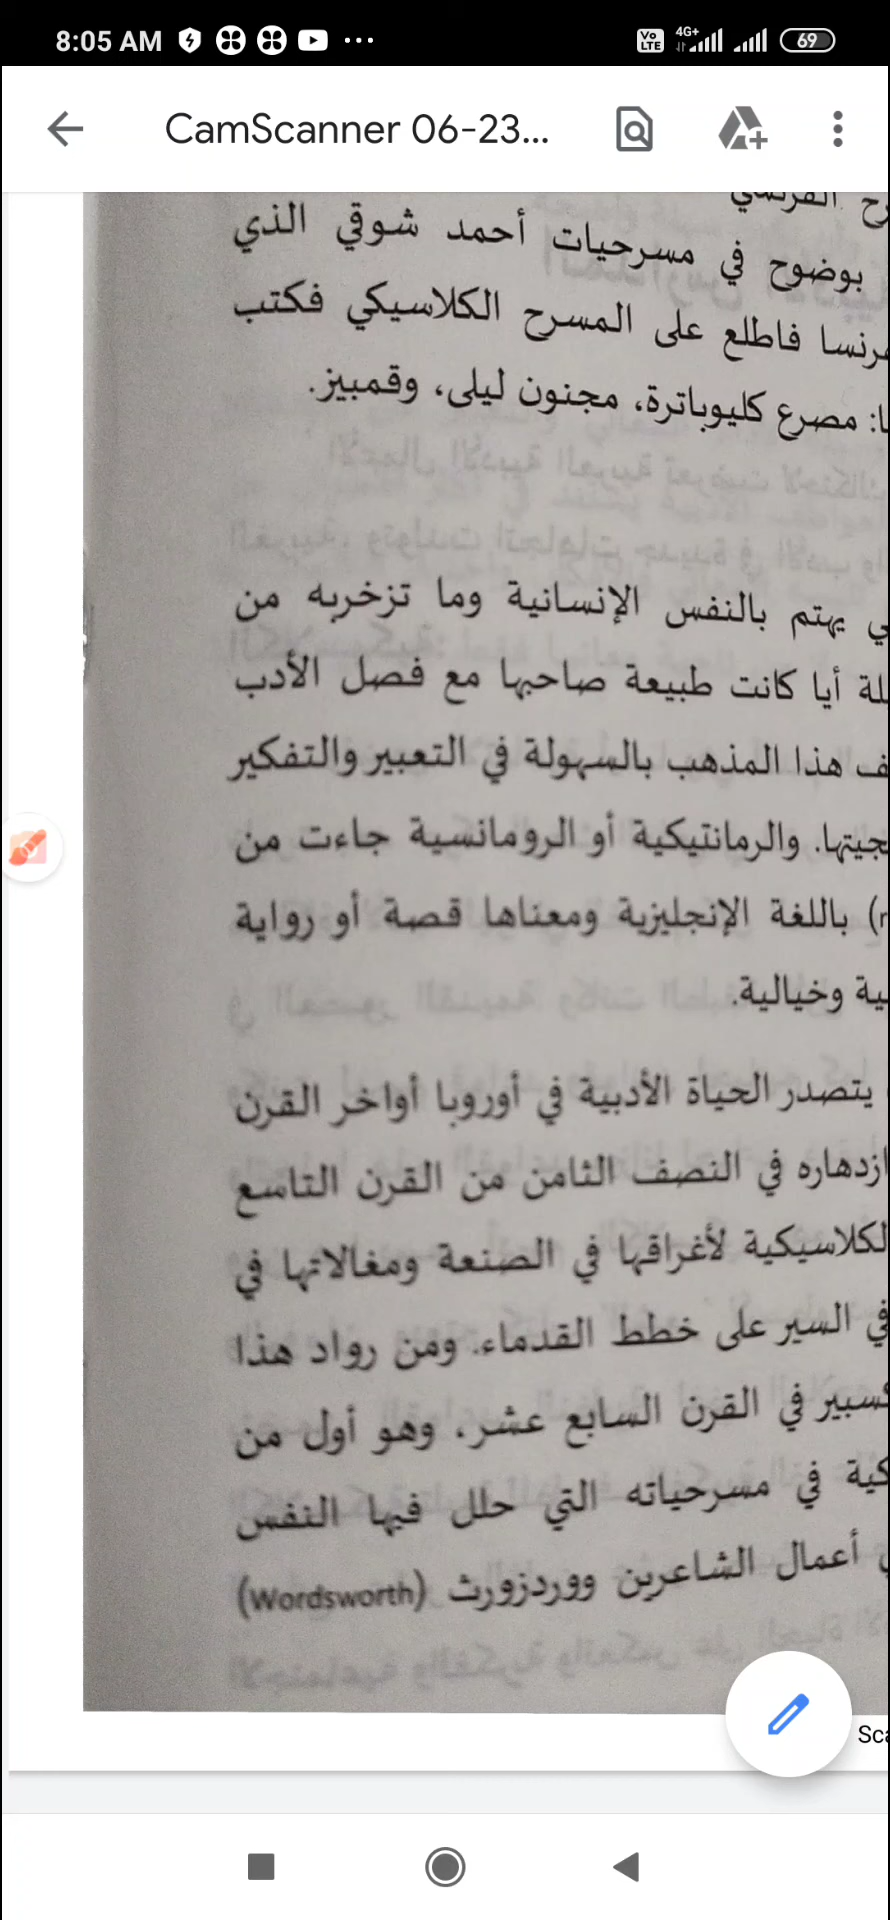 8:05 AM
VoLTE 4G+ 69
CamScanner 06-23...
بوضوح في مسرحيات أحمد شوقي الذي
فاطلع على المسرح الكلاسيكي فكتب
مصرع كليوباترة، مجنون ليلى، وقمبيز.
يهتم بالنفس الإنسانية وما تزخربه من
أيا كانت طبيعة صاحبها مع فصل الأدب
هذا المذهب بالسهولة في التعبير والتفكير
والرمانتيكية أو الرومانسية جاءت من
باللغة الإنجليزية ومعناها قصة أو رواية
وخيالية.
يتصدر الحياة الأدبية في أوروبا أواخر القرن
ازدهاره في النصف الثامن من القرن التاسع
لأغراقها في الصنعة ومغالاتها في
في السير على خطط القدماء. ومن رواد هذا
في القرن السابع عشر، وهو أول من
في مسرحياته التي حلل فيها النفس
أعمال الشاعرين ووردزورث (Wordsworth)